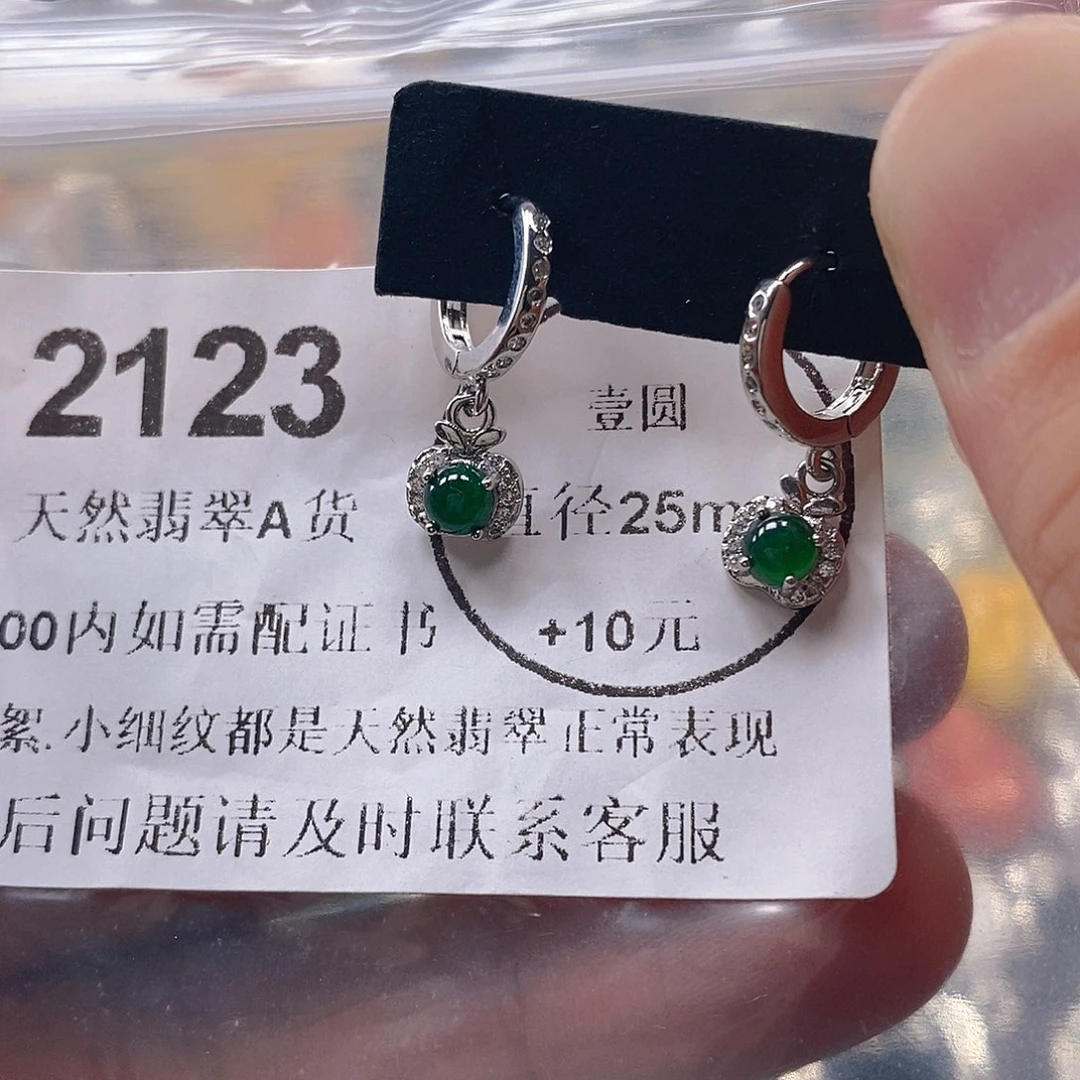 2123
壹圆
天然翡翠A货
直径25m
00内如需配证书 +10元
絮.小细纹都是天然翡翠正常表现
后问题请及时联系客服